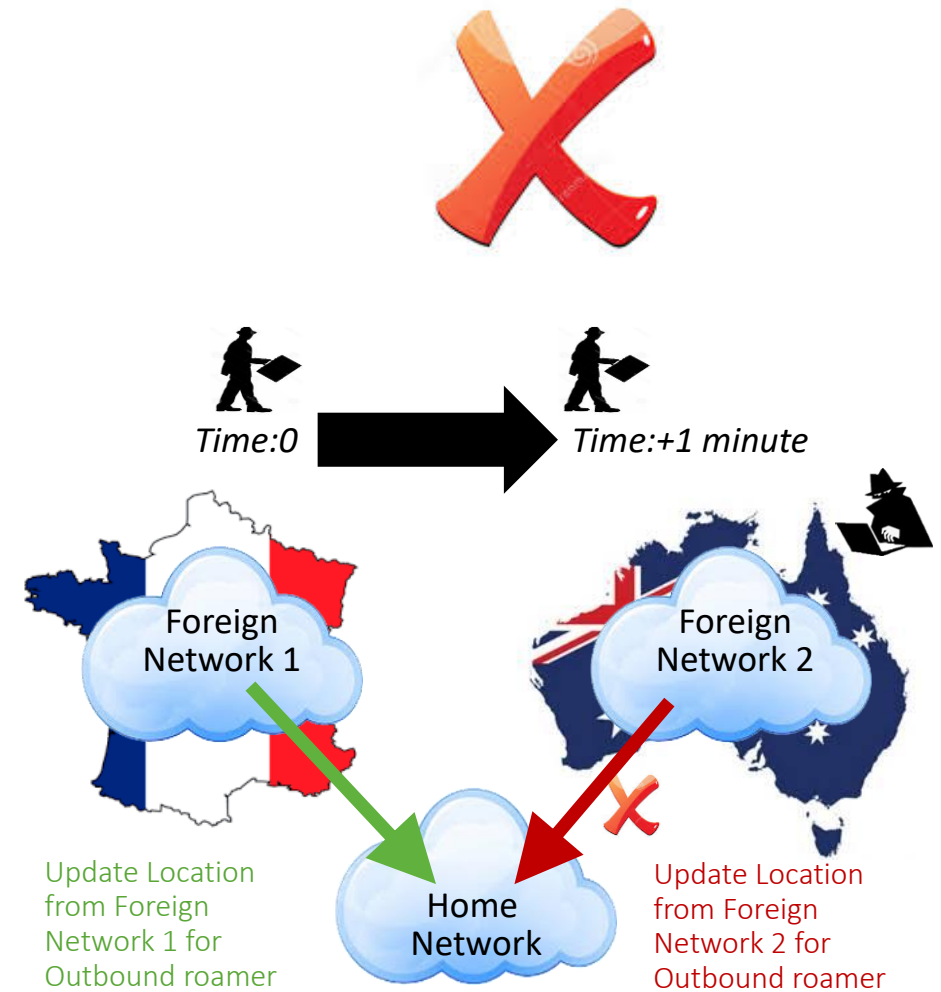 Time:0
Time:+1 minute
Foreign
Network 1
Foreign
Network 2
Home
Network
Update Location
from Foreign
Network 1 for
Outbound roamer
Update Location
from Foreign
Network 2 for
Outbound roamer